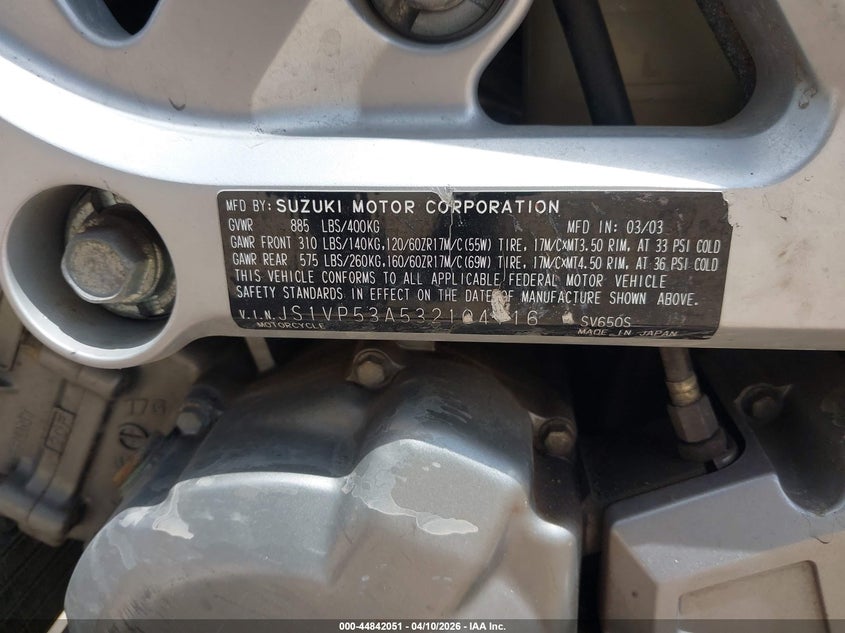 MFD BY: SUZUKI MOTOR CORPORATION
GVWR 885 LBS/400KG MFD IN: 03/03
GAWR FRONT 310 LBS/140KG,120/60ZR17M/C(55W) TIRE, 17M/C×MT3.50 RIM, AT 33 PSI COLD
GAWR REAR 575 LBS/260KG,160/60ZR17M/C(69W) TIRE, 17M/C×MT4.50 RIM, AT 36 PSI COLD
THIS VEHICLE CONFORMS TO ALL APPLICABLE FEDERAL MOTOR VEHICLE
SAFETY STANDARDS IN EFFECT ON THE DATE OF MANUFACTURE SHOWN ABOVE.
V.I.N. SV650S
MOTORCYCLE MADE IN JAPAN
000-44842051 - 04/10/2026 - IAA Inc.